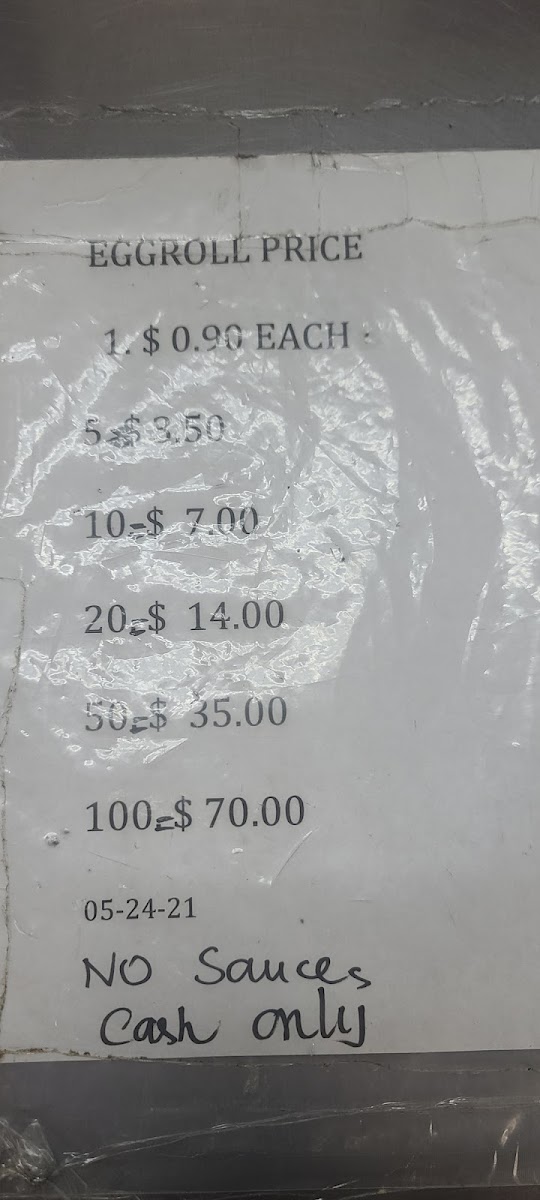 EGGROLL PRICE
1. $ 0.90 EACH
5=$ 3.50
10=$ 7.00
20=$ 14.00
50=$ 35.00
100=$ 70.00
05-24-21
NO Sauces
Cash only